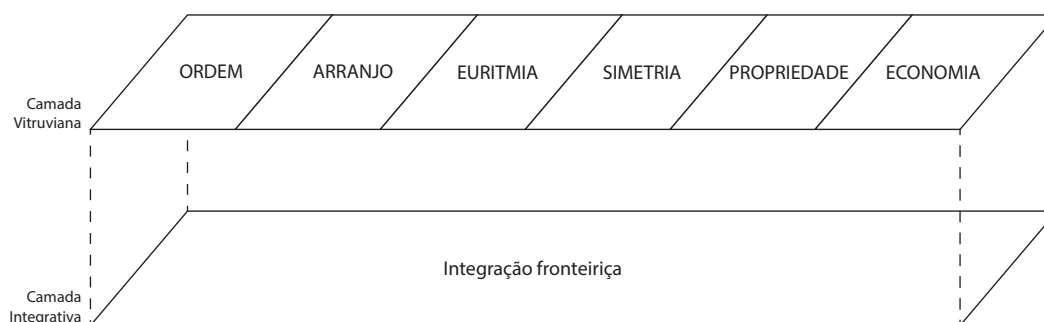 ORDEM ARRANJO EURITMIA SIMETRIA PROPRIEDADE ECONOMIA
Camada
Vitruviana
Integração fronteiriça
Camada
Integrativa